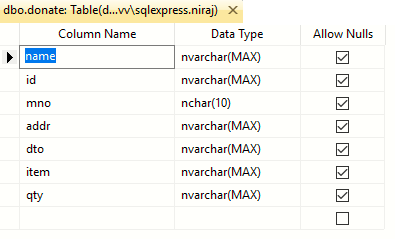 dbo.donate: Table(d...vv\sqlexpress.niraj)
Column Name Data Type Allow Nulls
name nvarchar(MAX)
id nvarchar(MAX)
mno nchar(10)
addr nvarchar(MAX)
dto nvarchar(MAX)
item nvarchar(MAX)
qty nvarchar(MAX)